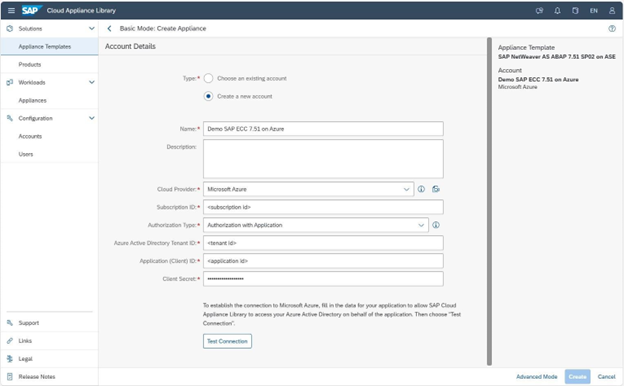 SAP Cloud Appliance Library
EN
Solutions
Appliance Templates
Products
Workloads
Appliances
Configuration
Accounts
Users
Support
Links
Legal
Release Notes
Basic Mode: Create Appliance
Account Details
Type:*
Choose an existing account
Create a new account
Name:* Demo SAP ECC 7.51 on Azure
Description:
Cloud Provider:* Microsoft Azure
Subscription ID:* <subscription id>
Authorization Type:* Authorization with Application
Azure Active Directory Tenant ID:* <tenant id>
Application (Client) ID:* <application id>
Client Secret:* ••••••••••••••••••
To establish the connection to Microsoft Azure, fill in the data for your application to allow SAP Cloud
Appliance Library to access your Azure Active Directory on behalf of the application. Then choose "Test
Connection".
Test Connection
Appliance Template
SAP NetWeaver AS ABAP 7.51 SP02 on ASE
Account
Demo SAP ECC 7.51 on Azure
Microsoft Azure
Advanced Mode Create Cancel